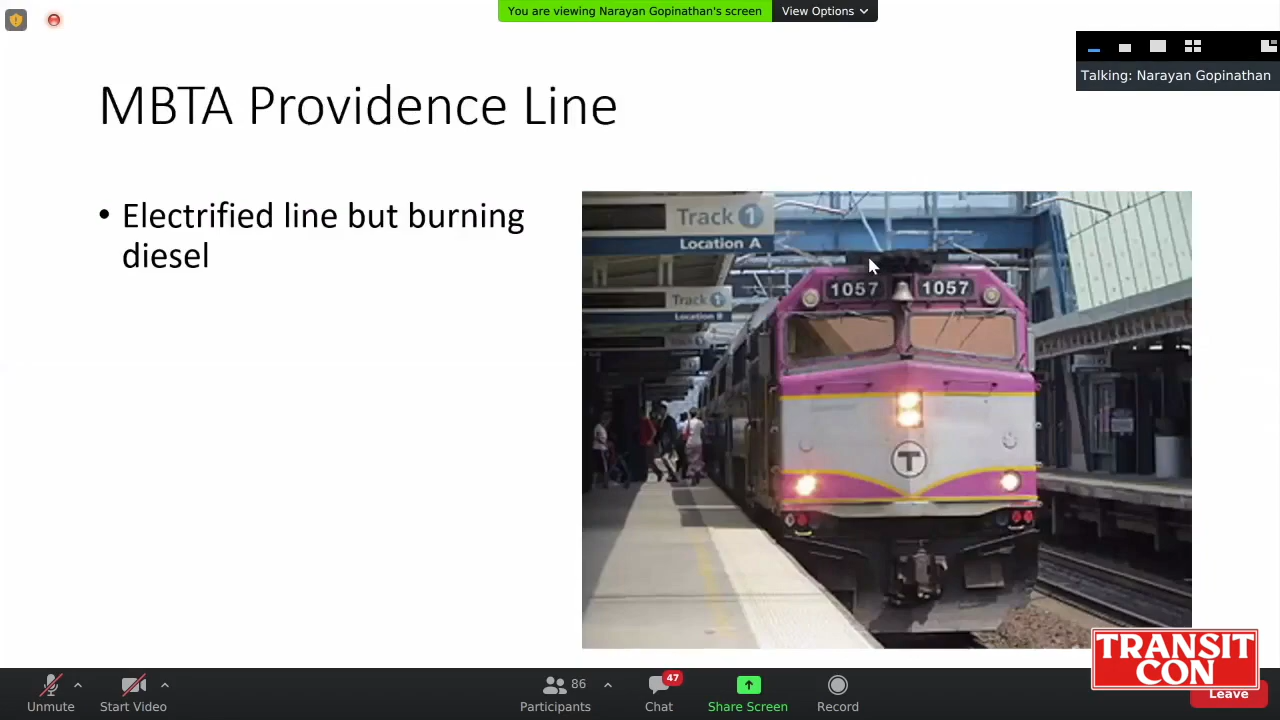 You are viewing Narayan Gopinathan's screen
View Options
Talking: Narayan Gopinathan
MBTA Providence Line
• Electrified line but burning
diesel
Track 1
Location A
Track 1
Location B
1057
1057
T
TRANSIT
CON
Unmute
Start Video
86
Participants
47
Chat
Share Screen
Record
Leave